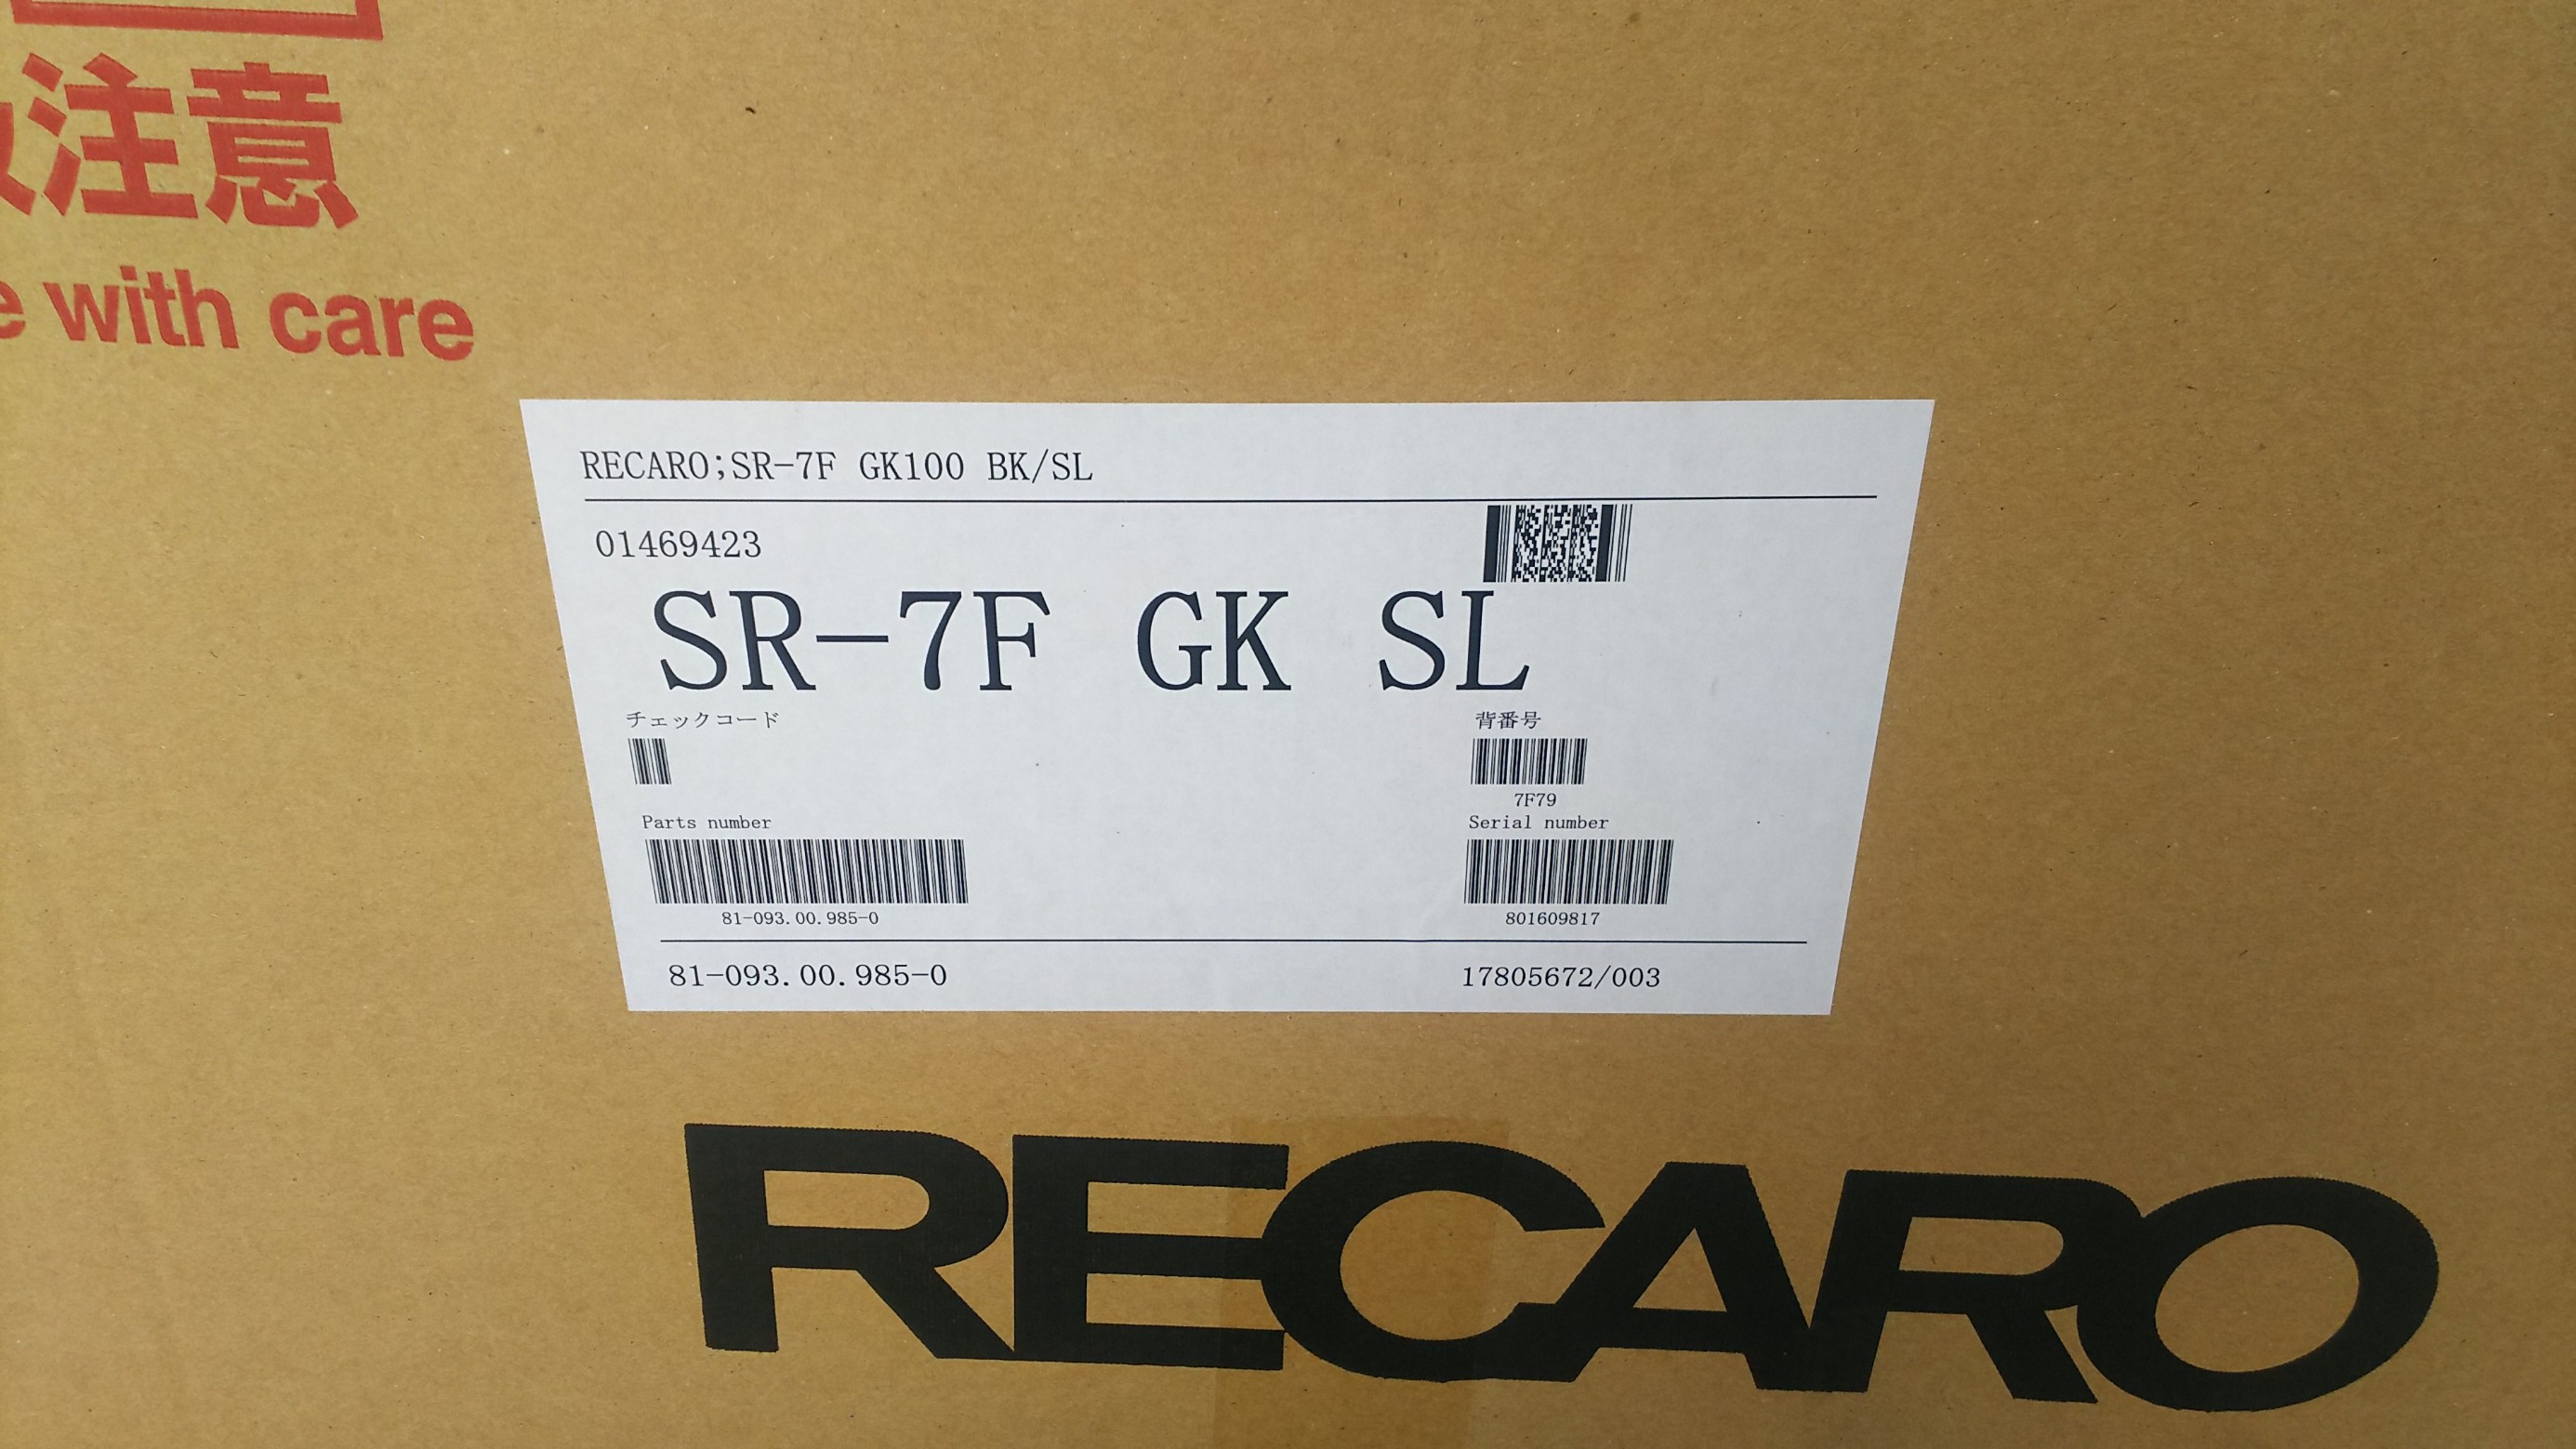 注意
with care
RECARO;SR-7F GK100 BK/SL
01469423
SR-7F GK SL
チェックコード
背番号
7F79
Parts number
Serial number
81-093.00.985-0
801609817
81-093.00.985-0
17805672/003
RECARO